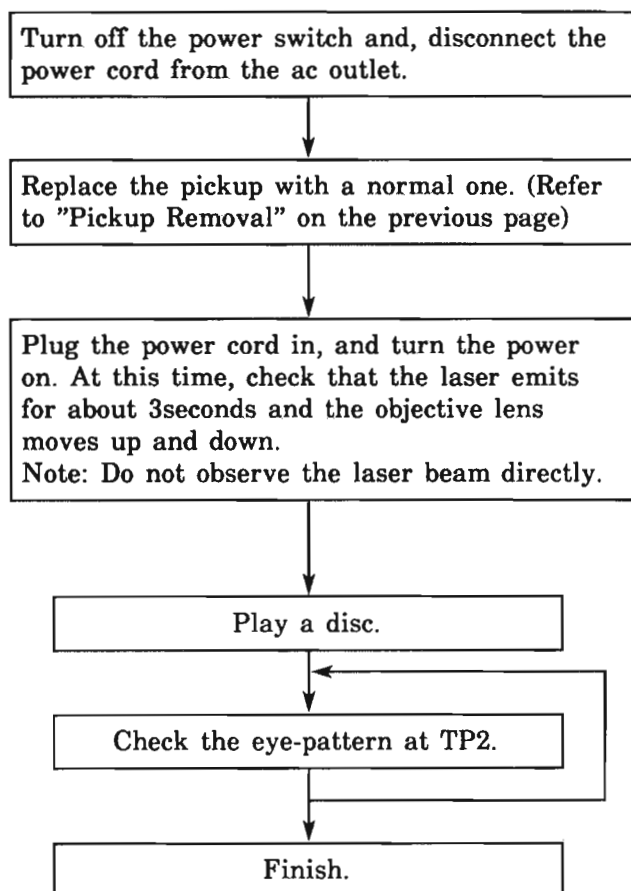 Turn off the power switch and, disconnect the
power cord from the ac outlet.
Replace the pickup with a normal one. (Refer
to "Pickup Removal" on the previous page)
Plug the power cord in, and turn the power
on. At this time, check that the laser emits
for about 3seconds and the objective lens
moves up and down.
Note: Do not observe the laser beam directly.
Play a disc.
Check the eye-pattern at TP2.
Finish.